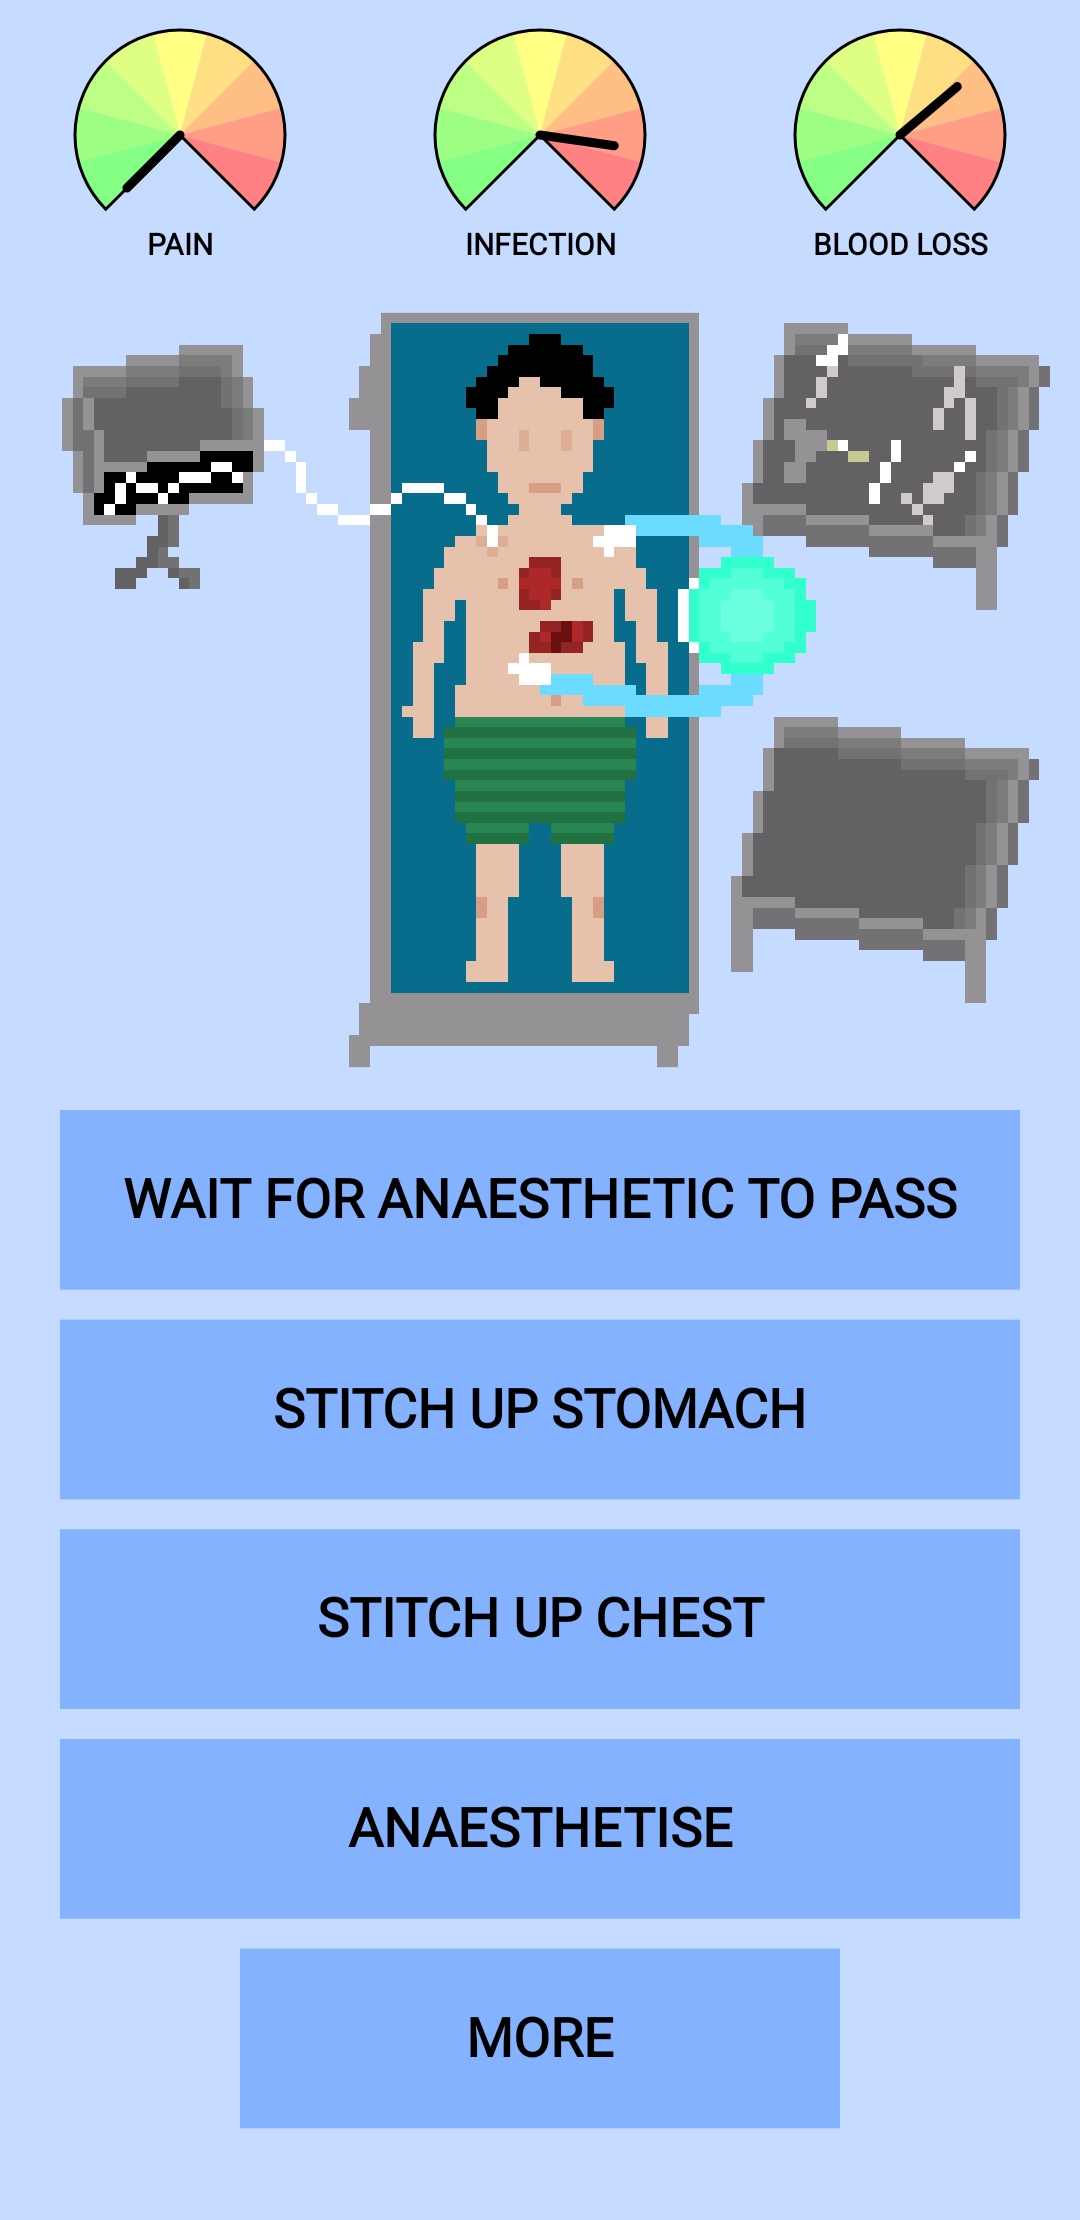 PAIN
INFECTION
BLOOD LOSS
WAIT FOR ANAESTHETIC TO PASS
STITCH UP STOMACH
STITCH UP CHEST
ANAESTHETISE
MORE